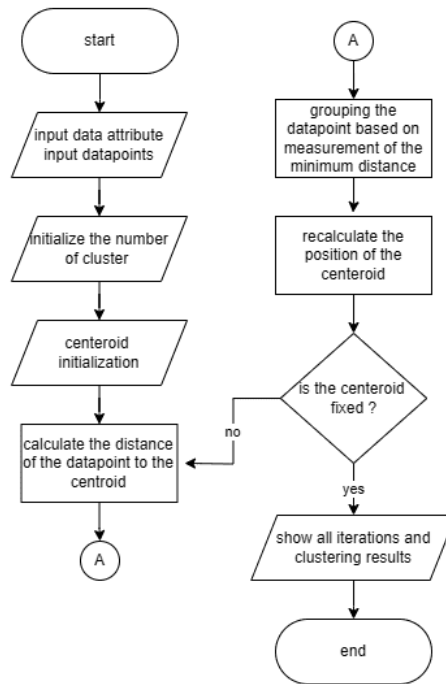 start
input data attribute
input datapoints
initialize the number
of cluster
centeroid
initialization
calculate the distance
of the datapoint to the
centroid
A
A
grouping the
datapoint based on
measurement of the
minimum distance
recalculate the
position of the
centeroid
is the centeroid
fixed ?
no
yes
show all iterations and
clustering results
end